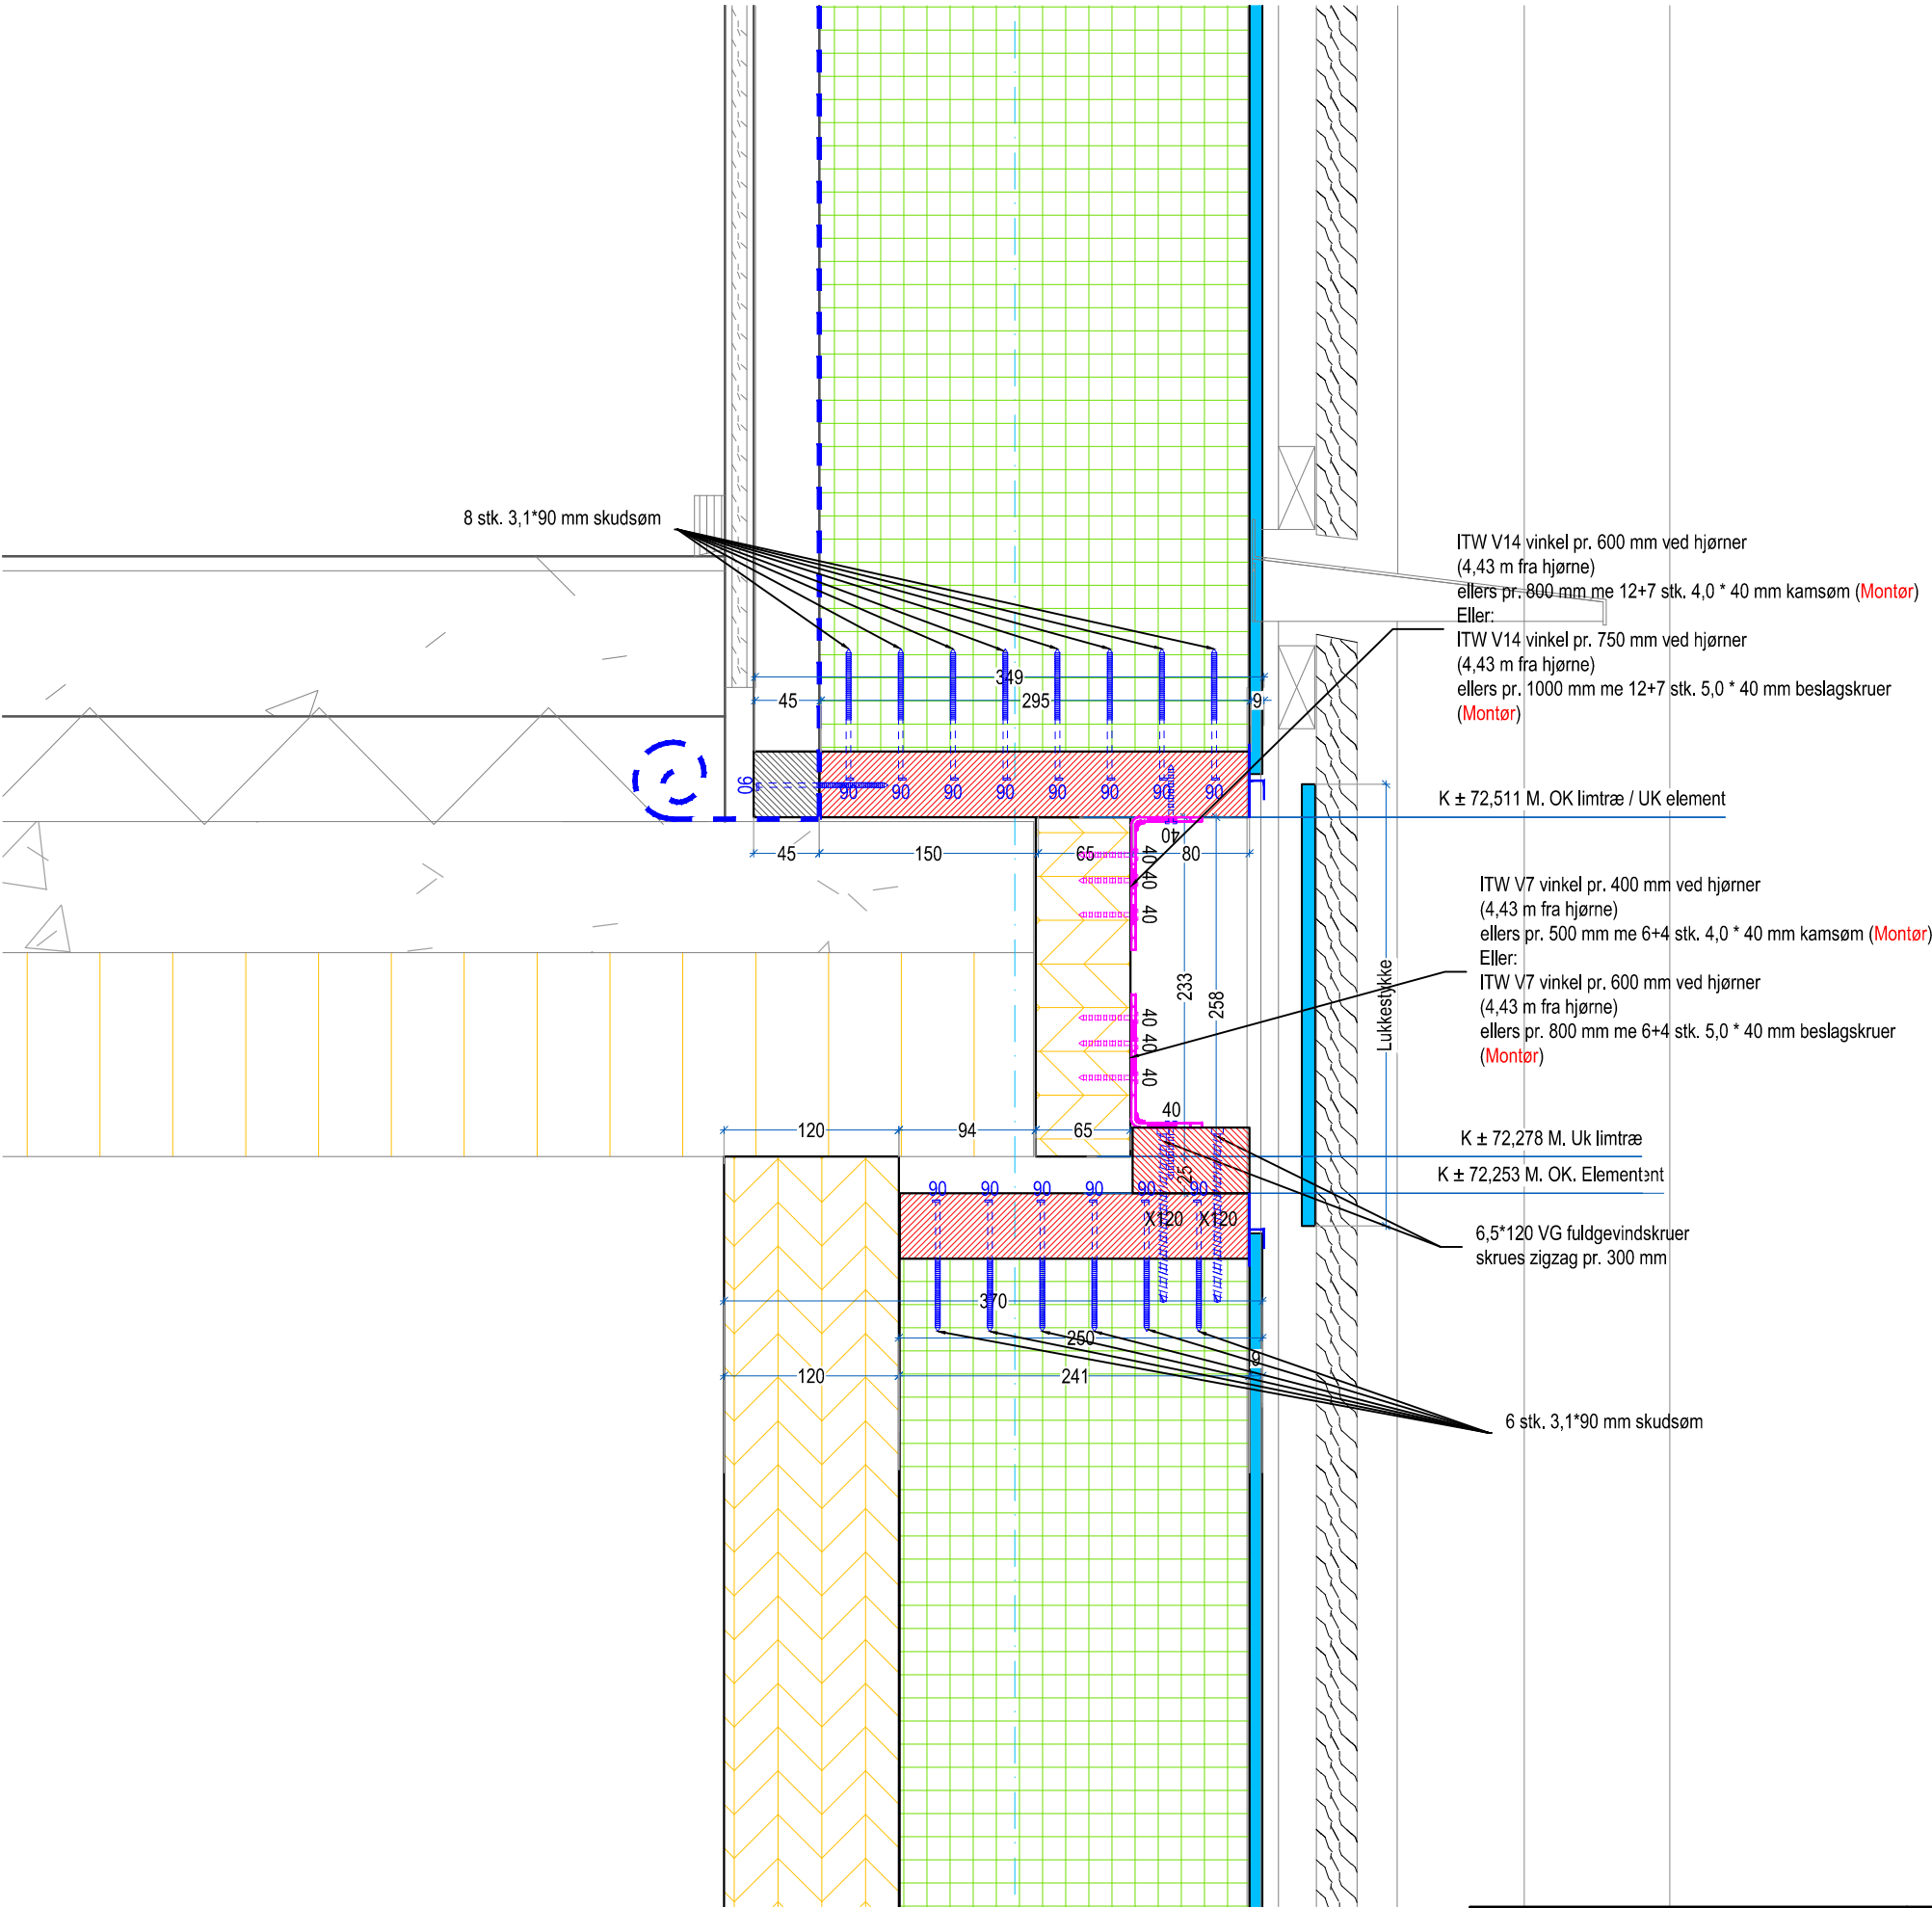 8 stk. 3,1*90 mm skudsøm
ITW V14 vinkel pr. 600 mm ved hjørner
(4,43 m fra hjørne)
ellers pr. 800 mm me 12+7 stk. 4,0 * 40 mm kamsøm (Montør)
Eller:
ITW V14 vinkel pr. 750 mm ved hjørner
(4,43 m fra hjørne)
ellers pr. 1000 mm me 12+7 stk. 5,0 * 40 mm beslagskruer
(Montør)
349
45 295 9
90 90 90 90 90 90 90 90 90
K ± 72,511 M. OK limtræ / UK element
45 150 65 80
40
40
40
40
ITW V7 vinkel pr. 400 mm ved hjørner
(4,43 m fra hjørne)
ellers pr. 500 mm me 6+4 stk. 4,0 * 40 mm kamsøm (Montør)
Eller:
ITW V7 vinkel pr. 600 mm ved hjørner
(4,43 m fra hjørne)
ellers pr. 800 mm me 6+4 stk. 5,0 * 40 mm beslagskruer
(Montør)
233
258
Lukkestykke
40
40
40
40
120 94 65
K ± 72,278 M. Uk limtræ
25
K ± 72,253 M. OK. Elementent
90 90 90 90 90 90
X120 X120
6,5*120 VG fuldgevindskruer
skrues zigzag pr. 300 mm
370
250
9
120 241
6 stk. 3,1*90 mm skudsøm